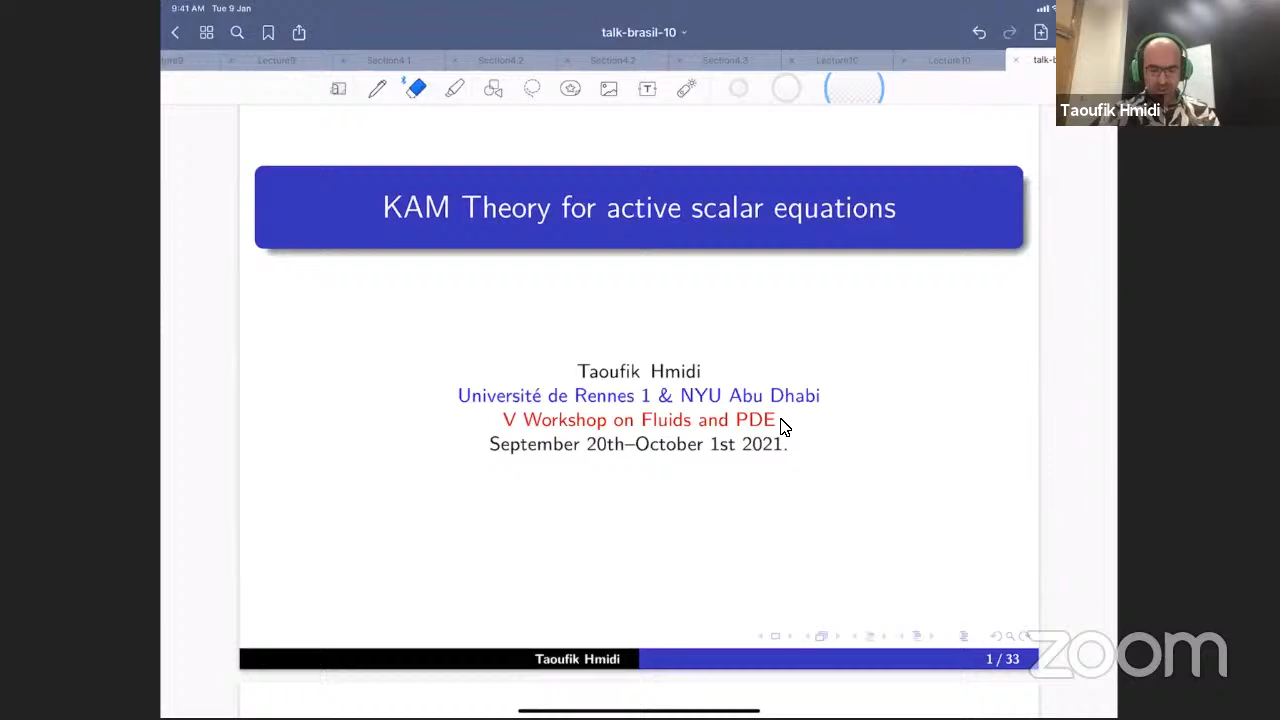 9:41 AM Tue 9 Jan
talk-brasil-10
Lecture9
Section4 1
Section4.2
Section4.2
Section4.3
Lecture10
Lecture10
talk-b
T
Taoufik Hmidi
KAM Theory for active scalar equations
Taoufik Hmidi
Université de Rennes 1 & NYU Abu Dhabi
V Workshop on Fluids and PDE
September 20th–October 1st 2021.
Taoufik Hmidi
1 / 33
zoom